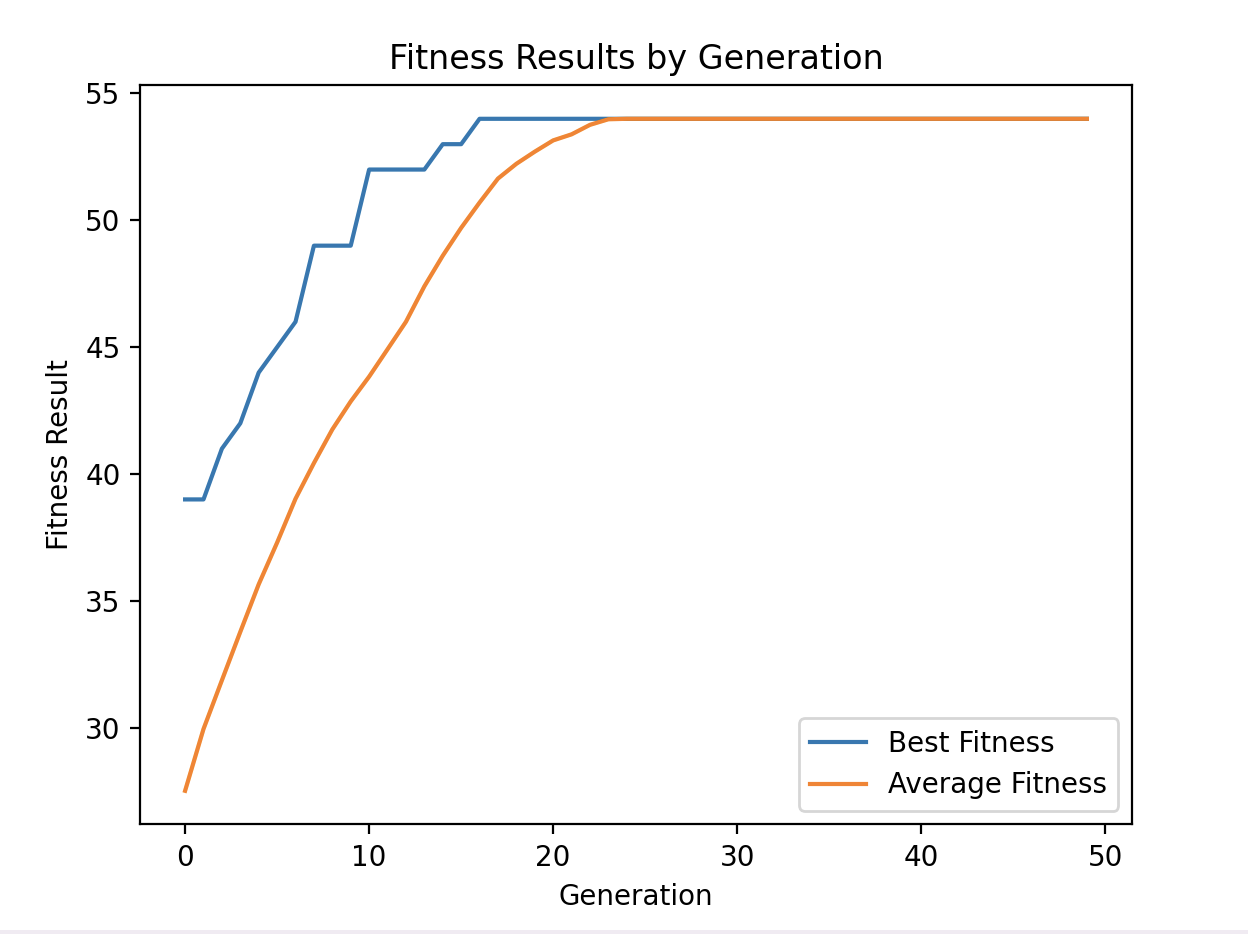 Fitness Results by Generation
55
50
45
40
35
30
Fitness Result
Best Fitness
Average Fitness
0 10 20 30 40 50
Generation